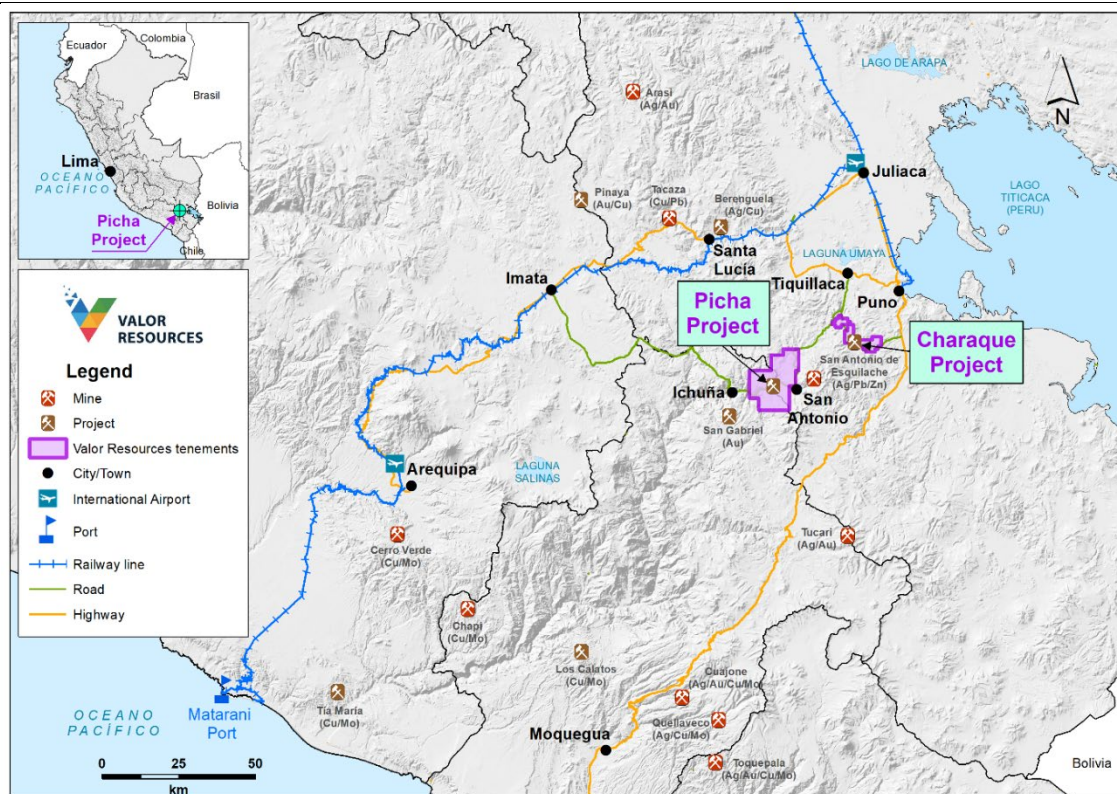 Ecuador
Colombia
Brasil
Lima
OCEANO
PACÍFICO
Picha
Project
Bolivia
Chile
VALOR
RESOURCES
Legend
Mine
Project
Valor Resources tenements
City/Town
International Airport
Port
Railway line
Road
Highway
LAGO DE ARAPA
N
Arasi
(Ag/Au)
Juliaca
LAGO
TITICACA
(PERU)
Pinaya
(Au/Cu)
Tacaza
(Cu/Pb)
Berenguela
(Ag/Cu)
Santa
Lucía
LAGUNA UMAYA
Tiquillaca
Puno
Imata
Picha
Project
Charaque
Project
San Antonio de
Esquilache
(Ag/Pb/Zn)
Ichuña
San
Antonio
San Gabriel
(Au)
Arequipa
LAGUNA
SALINAS
Cerro Verde
(Cu/Mo)
Tucari
(Ag/Au)
Chapi
(Cu/Mo)
Los Calatos
(Cu/Mo)
Cuajone
(Ag/Au/Cu/Mo)
Tía María
(Cu/Mo)
Quellaveco
(Ag/Cu/Mo)
Matarani
Port
OCEANO
PACÍFICO
Moquegua
Toquepala
(Ag/Au/Cu/Mo)
Bolivia
0 25 50
km